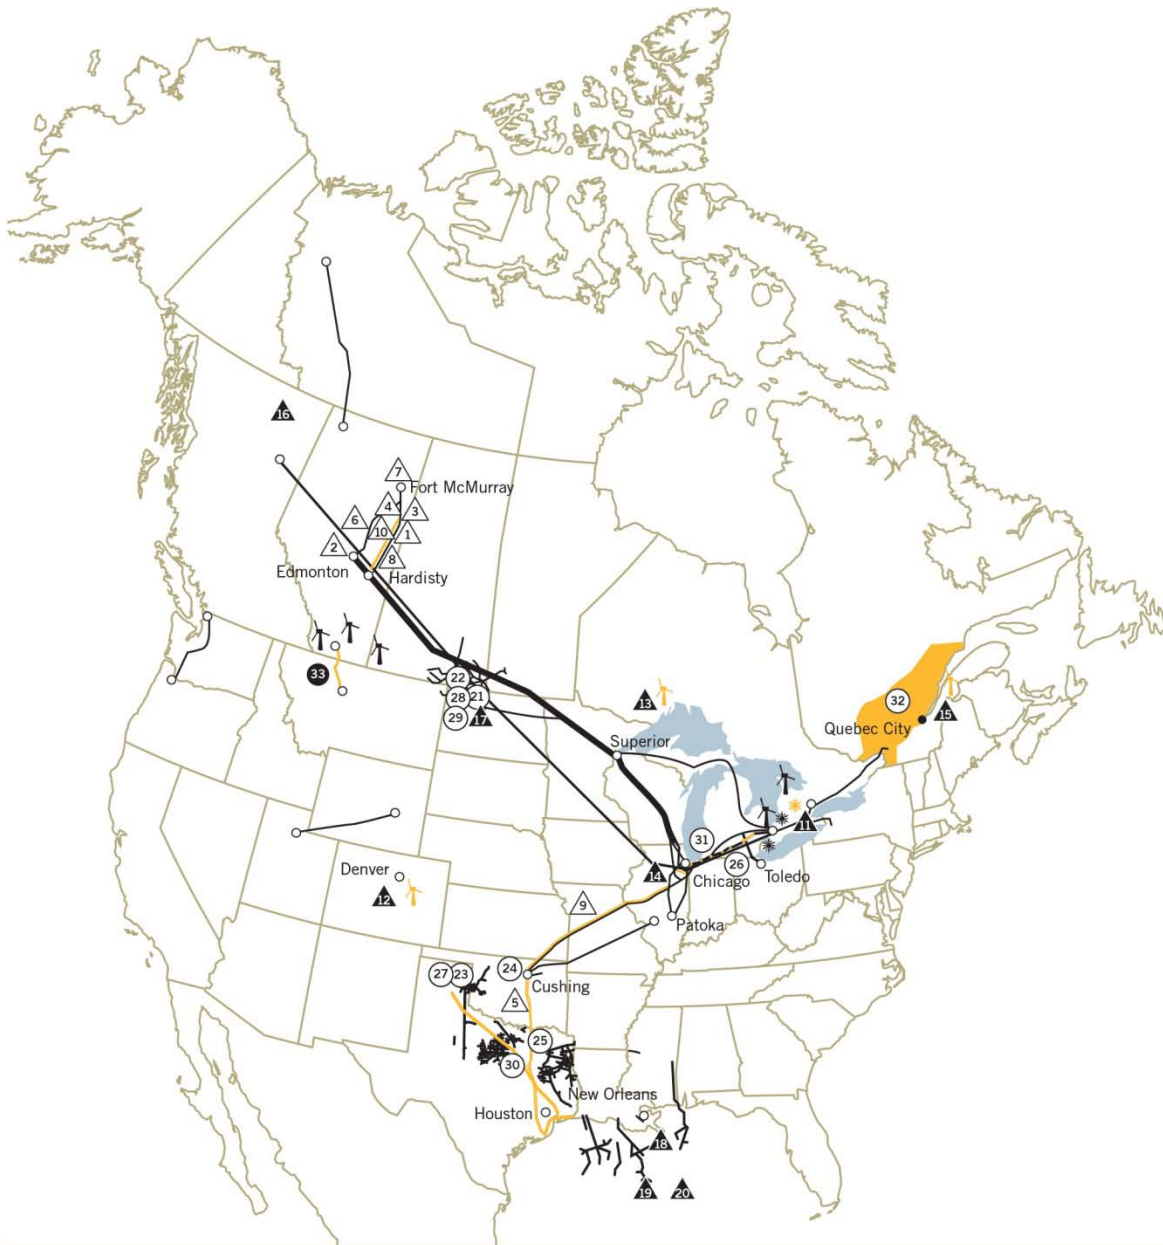 16
7
Fort McMurray
4
3
6
10
1
2
8
Edmonton
Hardisty
33
22
28
21
29
17
13
32
15
Quebec City
Superior
11
31
26
14
Chicago
Toledo
Denver
12
9
Patoka
27
23
24
Cushing
5
25
30
New Orleans
Houston
18
19
20